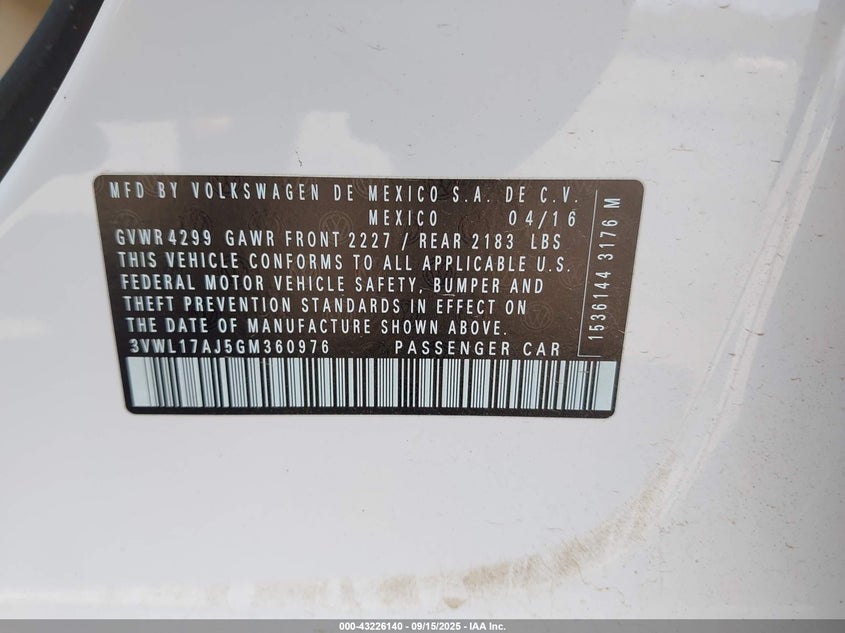 MFD BY VOLKSWAGEN DE MEXICO S.A. DE C.V.
MEXICO 04/16
GVWR 4299 GAWR FRONT 2227 / REAR 2183 LBS
THIS VEHICLE CONFORMS TO ALL APPLICABLE U.S.
FEDERAL MOTOR VEHICLE SAFETY, BUMPER AND
THEFT PREVENTION STANDARDS IN EFFECT ON
THE DATE OF MANUFACTURE SHOWN ABOVE.
3VWL17AJ5GM360976 PASSENGER CAR
1536144 3176 M
000-43226140 - 09/15/2025 - IAA Inc.